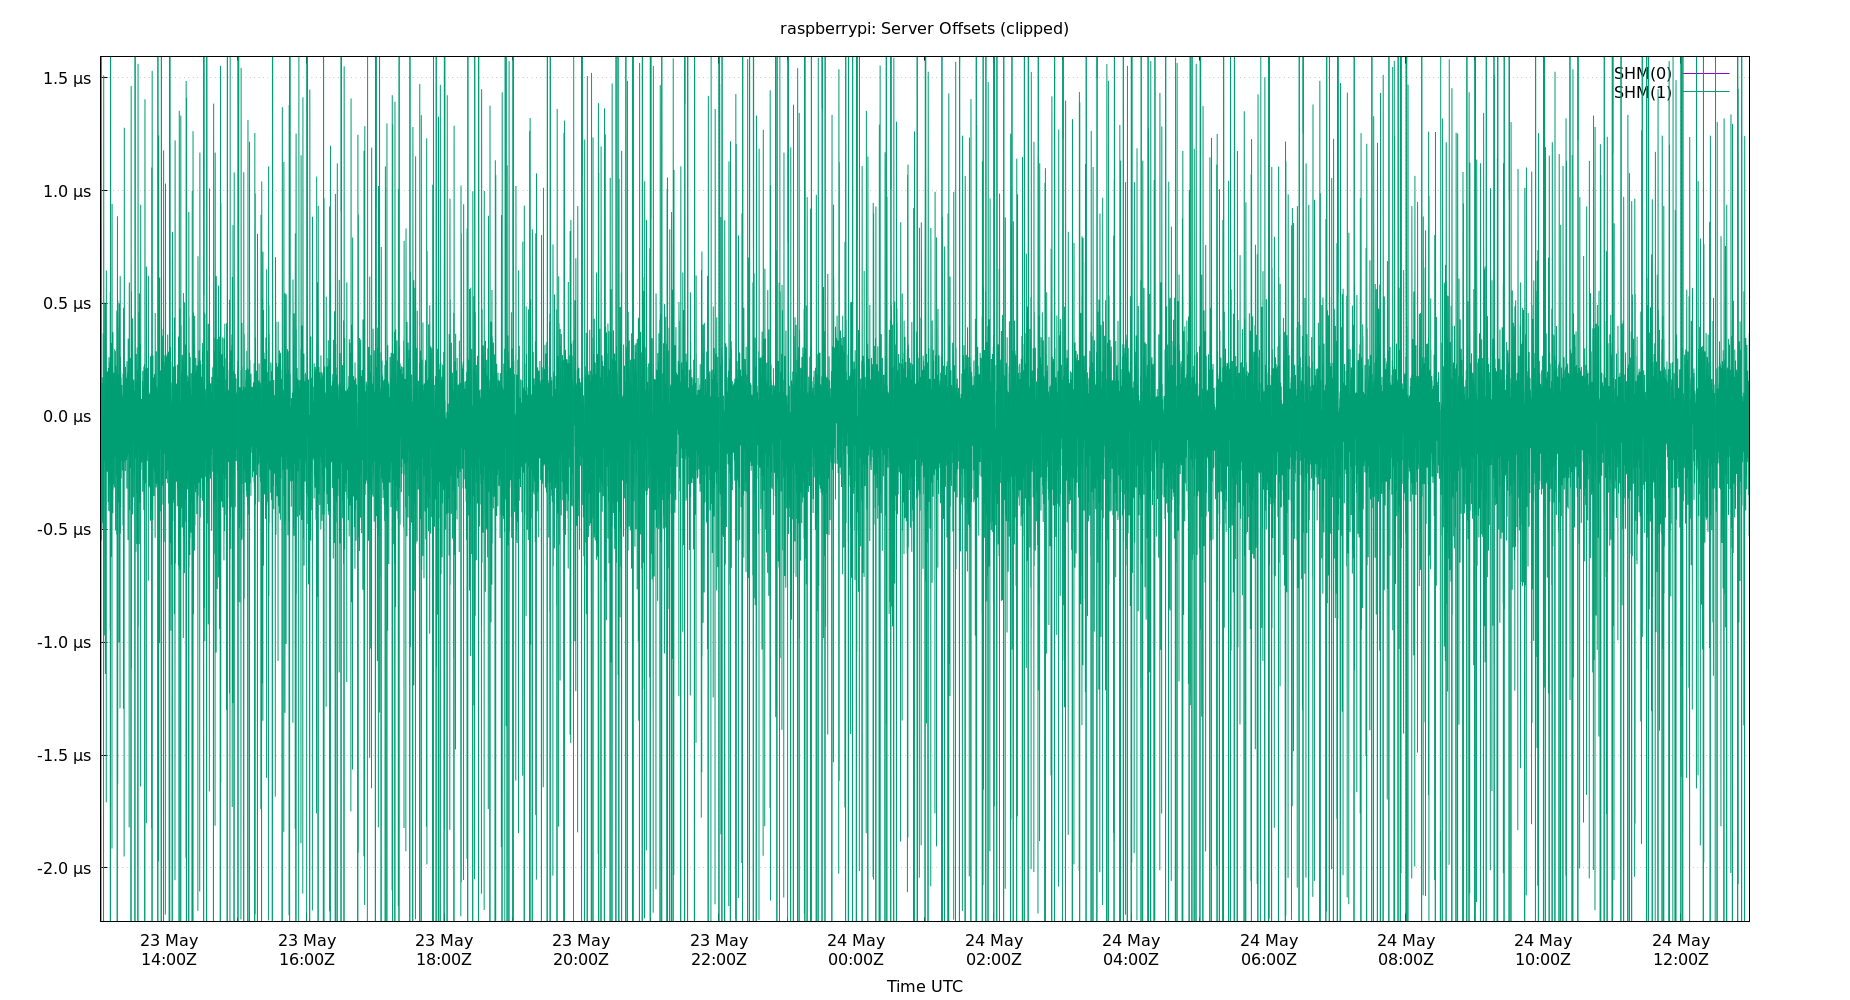 raspberrypi: Server Offsets (clipped)
1.5 µs
1.0 µs
0.5 µs
0.0 µs
-0.5 µs
-1.0 µs
-1.5 µs
-2.0 µs
SHM(0)
SHM(1)
23 May 23 May 23 May 23 May 23 May 24 May 24 May 24 May 24 May 24 May 24 May 24 May
14:00Z 16:00Z 18:00Z 20:00Z 22:00Z 00:00Z 02:00Z 04:00Z 06:00Z 08:00Z 10:00Z 12:00Z
Time UTC